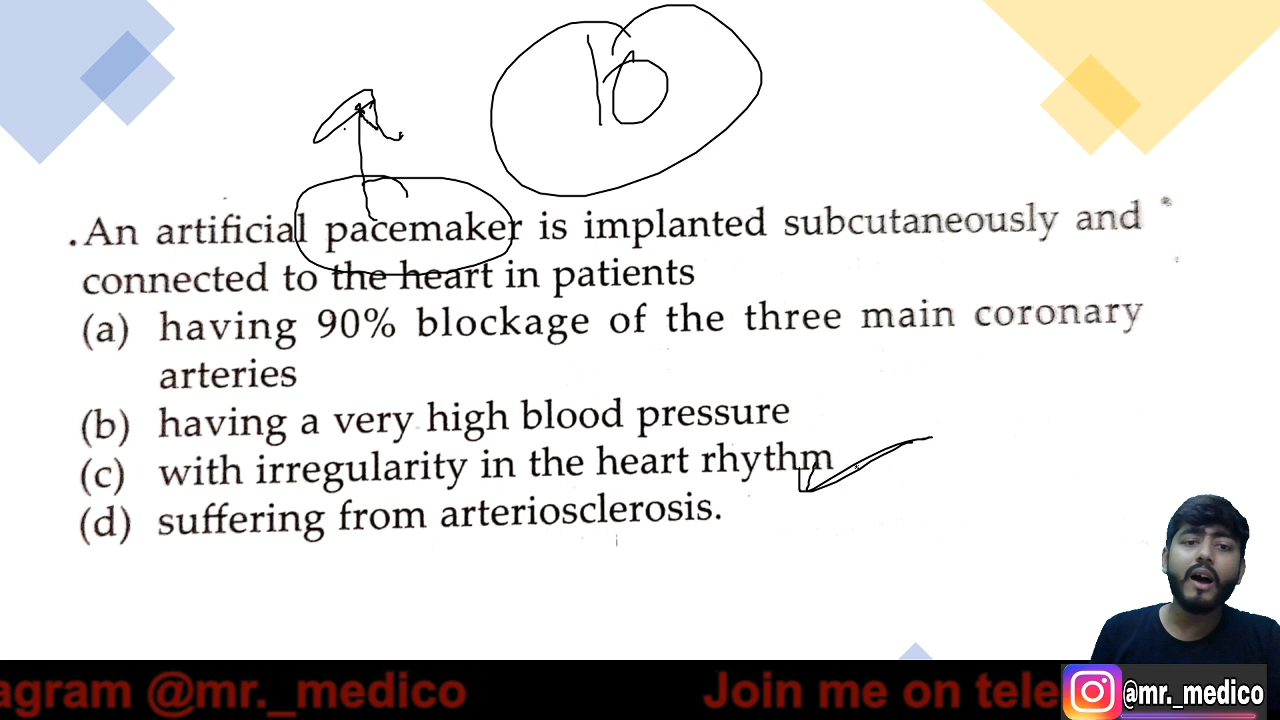 .An artificial pacemaker is implanted subcutaneously and
connected to the heart in patients
(a) having 90% blockage of the three main coronary
arteries
(b) having a very high blood pressure
(c) with irregularity in the heart rhythm
(d) suffering from arteriosclerosis.
agram @mr._medico Join me on tele
@mr._medico